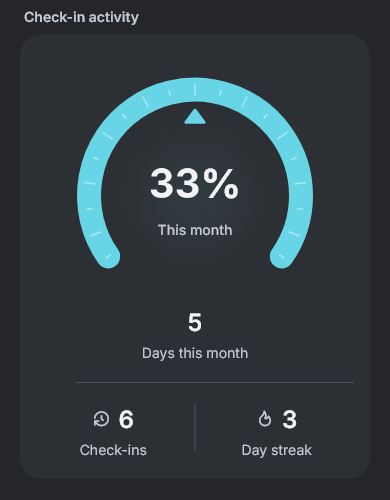 Check-in activity
33%
This month
5
Days this month
6
Check-ins
3
Day streak